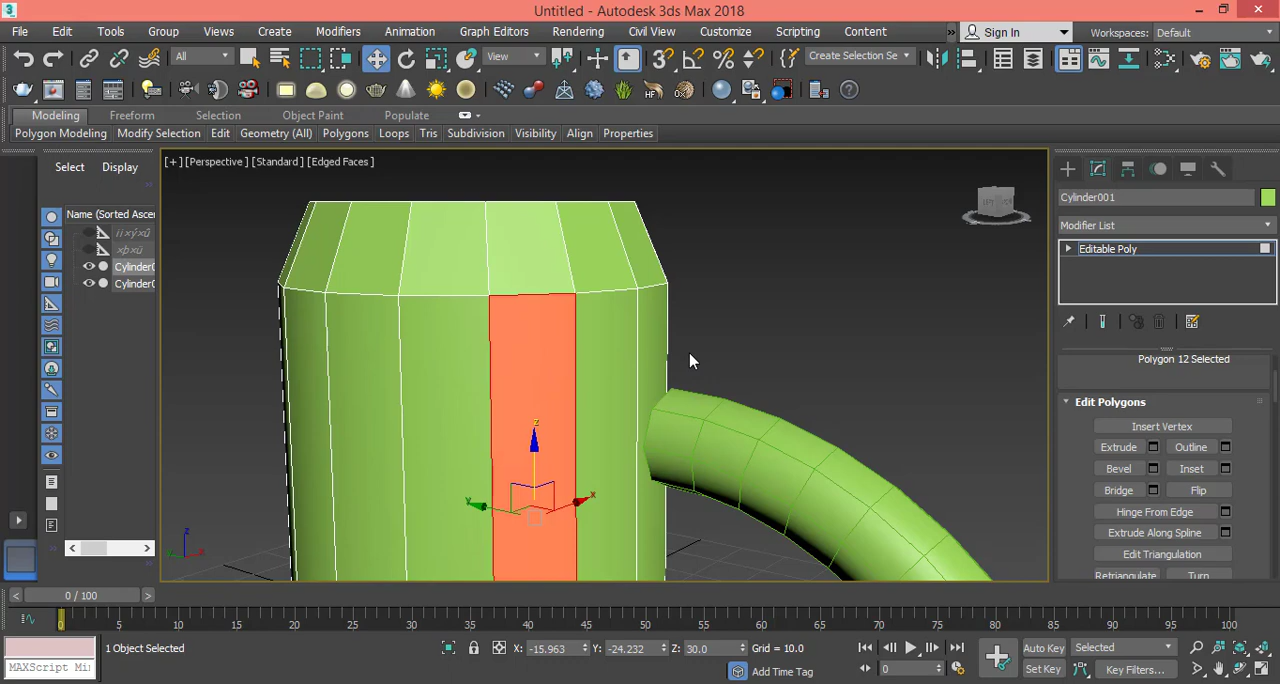 Untitled - Autodesk 3ds Max 2018
File Edit Tools Group Views Create Modifiers Animation Graph Editors Rendering Civil View Customize Scripting Content » Sign In Workspaces: Default
All View Create Selection Se
Modeling Freeform Selection Object Paint Populate
Polygon Modeling Modify Selection Edit Geometry (All) Polygons Loops Tris Subdivision Visibility Align Properties
Select Display
[+] [Perspective] [Standard] [Edged Faces]
Name (Sorted Asce
Cylinder0
Cylinder0
Cylinder001
Modifier List
Editable Poly
Polygon 12 Selected
Edit Polygons
Insert Vertex
Extrude Outline
Bevel Inset
Bridge Flip
Hinge From Edge
Extrude Along Spline
Edit Triangulation
Retriangulate Turn
z
y
x
z
< 0 / 100 >
0 5 10 15 20 25 30 35 40 45 50 55 60 65 70 75 80 85 90 95 100
1 Object Selected X: -15.963 Y: -24.232 Z: 30.0 Grid = 10.0 Auto Key Selected
MAXScript Mi: Add Time Tag 0 Set Key Key Filters...